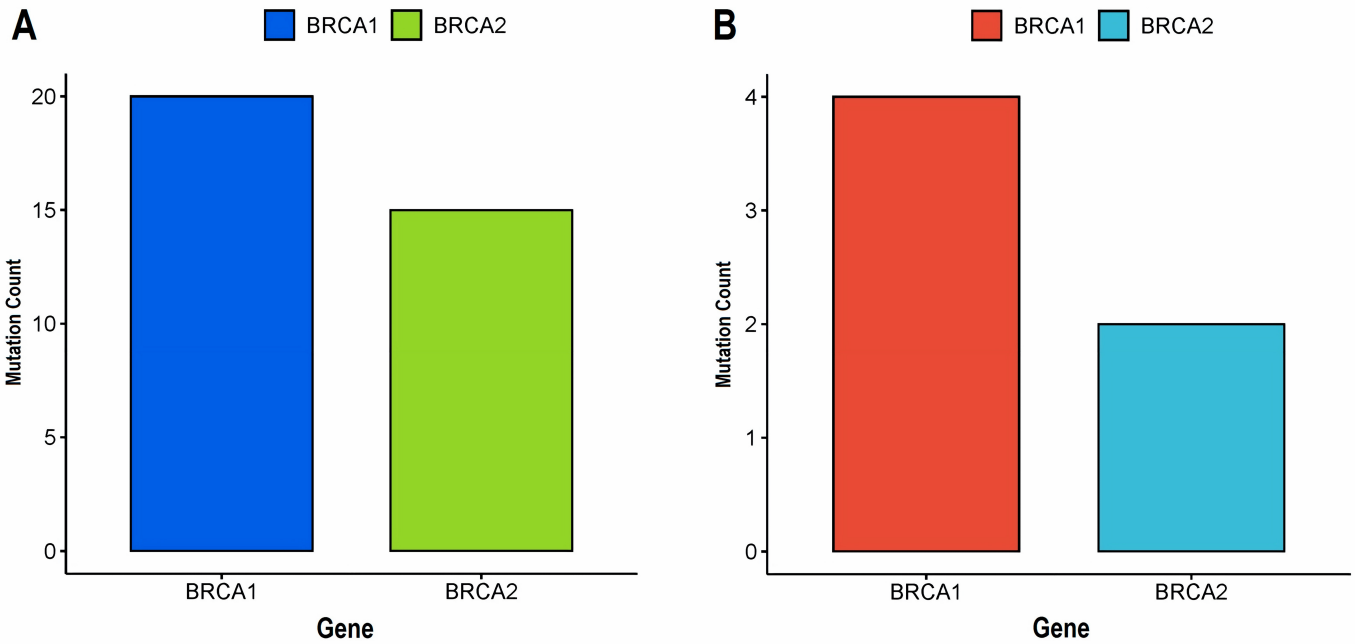 A
BRCA1 BRCA2
Mutation Count
20
15
10
5
0
BRCA1 BRCA2
Gene
B
BRCA1 BRCA2
Mutation Count
4
3
2
1
0
BRCA1 BRCA2
Gene